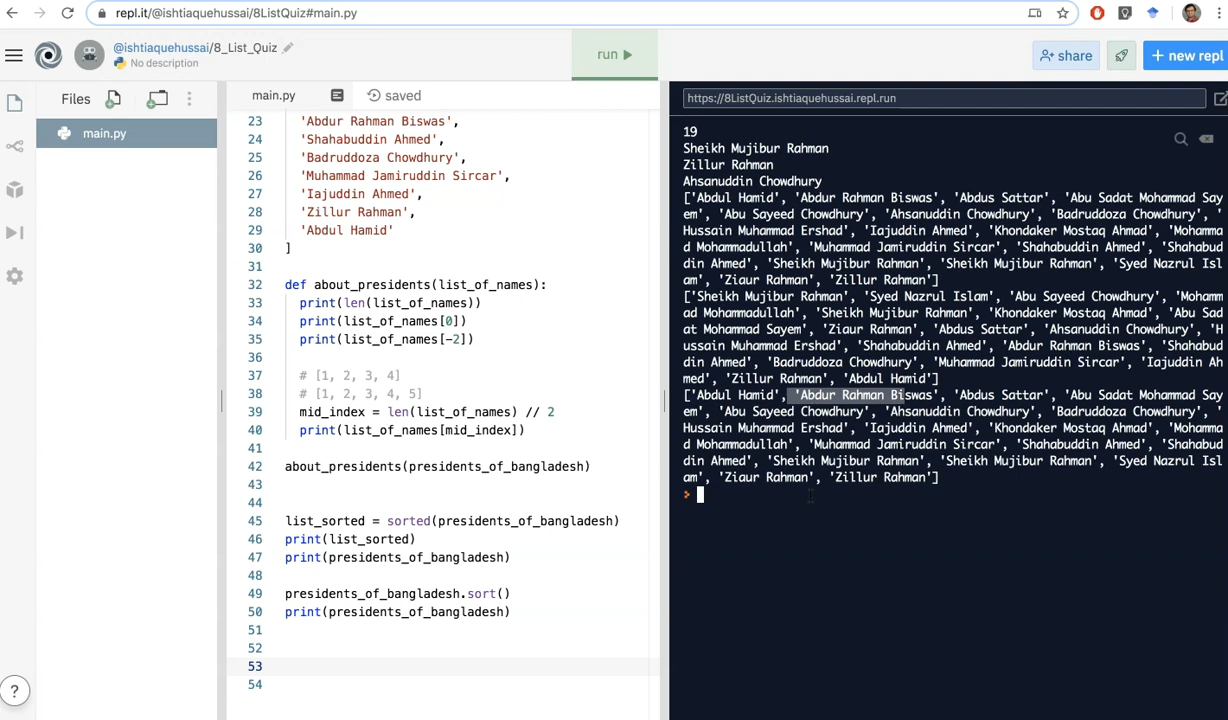 repl.it/@ishtiaquehussai/8ListQuiz#main.py
@ishtiaquehussai/8_List_Quiz
No description
run
share
+ new repl
Files
main.py
main.py
saved
23 'Abdur Rahman Biswas',
24 'Shahabuddin Ahmed',
25 'Badruddoza Chowdhury',
26 'Muhammad Jamiruddin Sircar',
27 'Iajuddin Ahmed',
28 'Zillur Rahman',
29 'Abdul Hamid'
30 ]
31
32 def about_presidents(list_of_names):
33 print(len(list_of_names))
34 print(list_of_names[0])
35 print(list_of_names[-2])
36
37 # [1, 2, 3, 4]
38 # [1, 2, 3, 4, 5]
39 mid_index = len(list_of_names) // 2
40 print(list_of_names[mid_index])
41
42 about_presidents(presidents_of_bangladesh)
43
44
45 list_sorted = sorted(presidents_of_bangladesh)
46 print(list_sorted)
47 print(presidents_of_bangladesh)
48
49 presidents_of_bangladesh.sort()
50 print(presidents_of_bangladesh)
51
52
53
54
?
https://8ListQuiz.ishtiaquehussai.repl.run
19
Sheikh Mujibur Rahman
Zillur Rahman
Ahsanuddin Chowdhury
['Abdul Hamid', 'Abdur Rahman Biswas', 'Abdus Sattar', 'Abu Sadat Mohammad Say
em', 'Abu Sayeed Chowdhury', 'Ahsanuddin Chowdhury', 'Badruddoza Chowdhury', '
Hussain Muhammad Ershad', 'Iajuddin Ahmed', 'Khondaker Mostaq Ahmad', 'Mohamma
d Mohammadullah', 'Muhammad Jamiruddin Sircar', 'Shahabuddin Ahmed', 'Shahabud
din Ahmed', 'Sheikh Mujibur Rahman', 'Sheikh Mujibur Rahman', 'Syed Nazrul Isl
am', 'Ziaur Rahman', 'Zillur Rahman']
['Sheikh Mujibur Rahman', 'Syed Nazrul Islam', 'Abu Sayeed Chowdhury', 'Mohamm
ad Mohammadullah', 'Sheikh Mujibur Rahman', 'Khondaker Mostaq Ahmad', 'Abu Sad
at Mohammad Sayem', 'Ziaur Rahman', 'Abdus Sattar', 'Ahsanuddin Chowdhury', 'H
ussain Muhammad Ershad', 'Shahabuddin Ahmed', 'Abdur Rahman Biswas', 'Shahabud
din Ahmed', 'Badruddoza Chowdhury', 'Muhammad Jamiruddin Sircar', 'Iajuddin Ah
med', 'Zillur Rahman', 'Abdul Hamid']
['Abdul Hamid', 'Abdur Rahman Biswas', 'Abdus Sattar', 'Abu Sadat Mohammad Say
em', 'Abu Sayeed Chowdhury', 'Ahsanuddin Chowdhury', 'Badruddoza Chowdhury', '
Hussain Muhammad Ershad', 'Iajuddin Ahmed', 'Khondaker Mostaq Ahmad', 'Mohamma
d Mohammadullah', 'Muhammad Jamiruddin Sircar', 'Shahabuddin Ahmed', 'Shahabud
din Ahmed', 'Sheikh Mujibur Rahman', 'Sheikh Mujibur Rahman', 'Syed Nazrul Isl
am', 'Ziaur Rahman', 'Zillur Rahman']
>